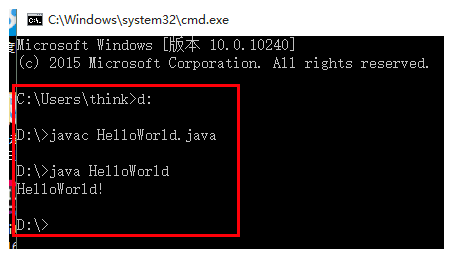 C:\Windows\system32\cmd.exe
Microsoft Windows [版本 10.0.10240]
(c) 2015 Microsoft Corporation. All rights reserved.
C:\Users\think>d:
D:\>javac HelloWorld.java
D:\>java HelloWorld
HelloWorld!
D:\>